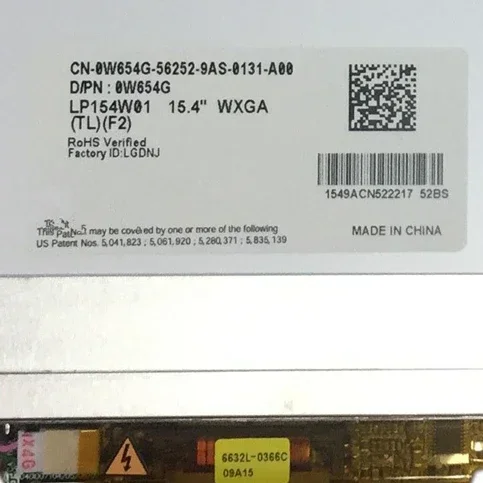 CN-0W654G-56252-9AS-0131-A00
D/PN : 0W654G
LP154W01 15.4" WXGA
(TL)(F2)
RoHS Verified
Factory ID:LGDNJ
1549ACN522217 52BS
may be covered by one or more of the following
US Patent Nos. 5,041,823 ; 5,061,920 ; 5,280,371 ; 5,835,139
MADE IN CHINA
6632L-0366C
09A15